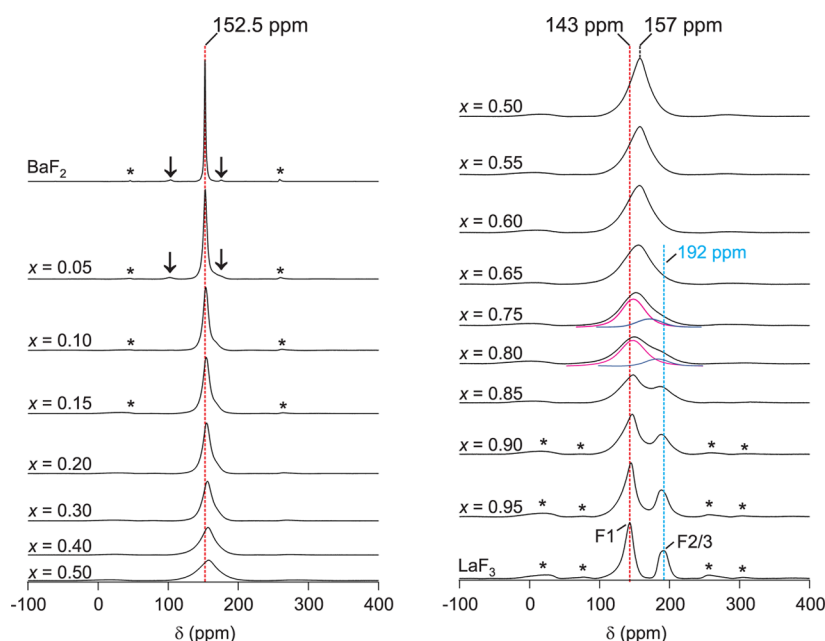 152.5 ppm
BaF2
*
*
x = 0.05
*
*
x = 0.10
*
*
x = 0.15
*
*
x = 0.20
x = 0.30
x = 0.40
x = 0.50
-100 0 100 200 300 400
δ (ppm)
143 ppm 157 ppm
x = 0.50
x = 0.55
x = 0.60
192 ppm
x = 0.65
x = 0.75
x = 0.80
x = 0.85
x = 0.90
* * * *
x = 0.95
* * * *
F1
F2/3
LaF3
* * * *
-100 0 100 200 300 400
δ (ppm)